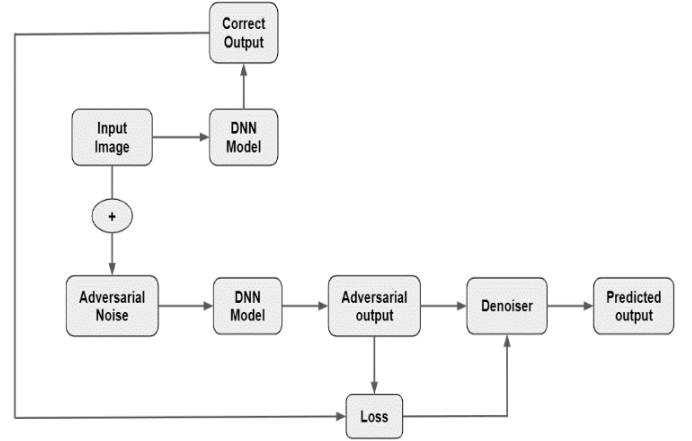 Correct
Output
Input
Image
DNN
Model
+
Adversarial
Noise
DNN
Model
Adversarial
output
Denoiser
Predicted
output
Loss